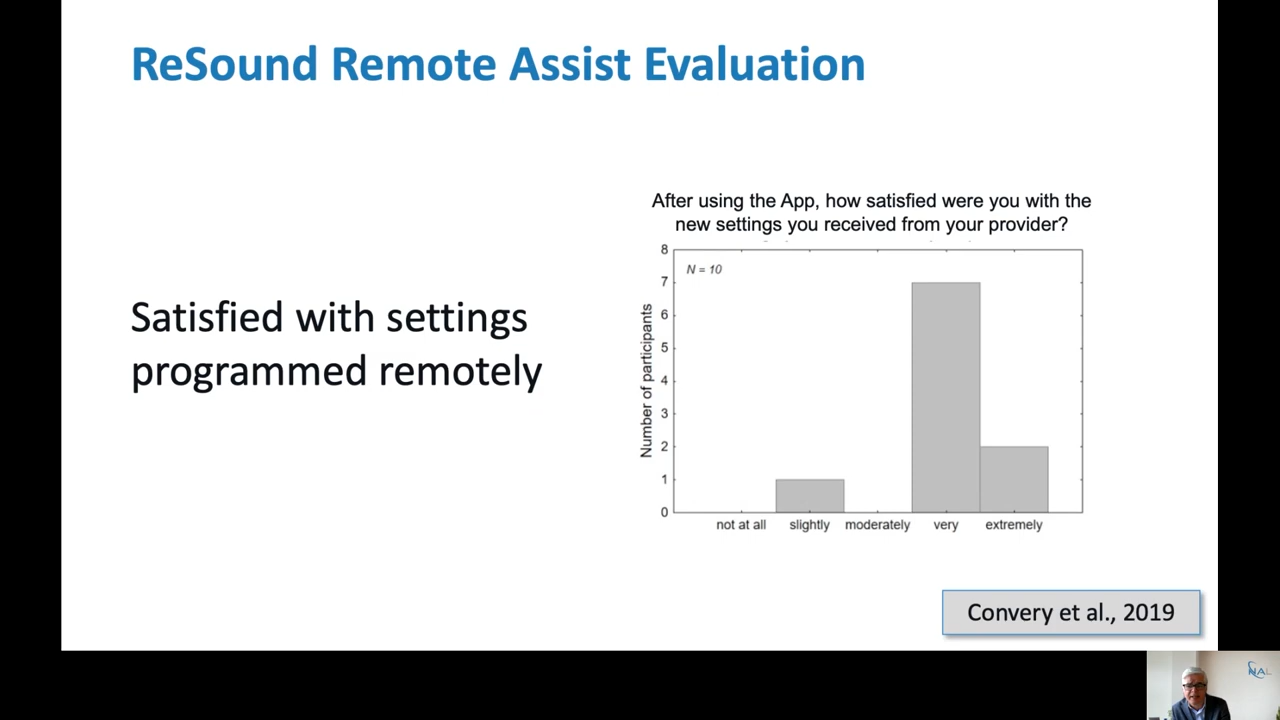 ReSound Remote Assist Evaluation
After using the App, how satisfied were you with the
new settings you received from your provider?
N = 10
8
7
6
5
4
3
2
1
0
Number of participants
not at all slightly moderately very extremely
Satisfied with settings
programmed remotely
Convery et al., 2019
NAL